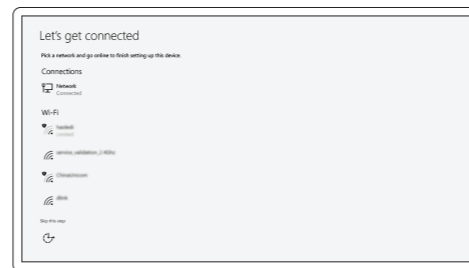 Let's get connected
Pick a network and go online to finish setting up this device.
Connections
Network
Connected
Wi-Fi
service_validation_2.4Ghz
ChinaUnicom
dlink
Skip this step